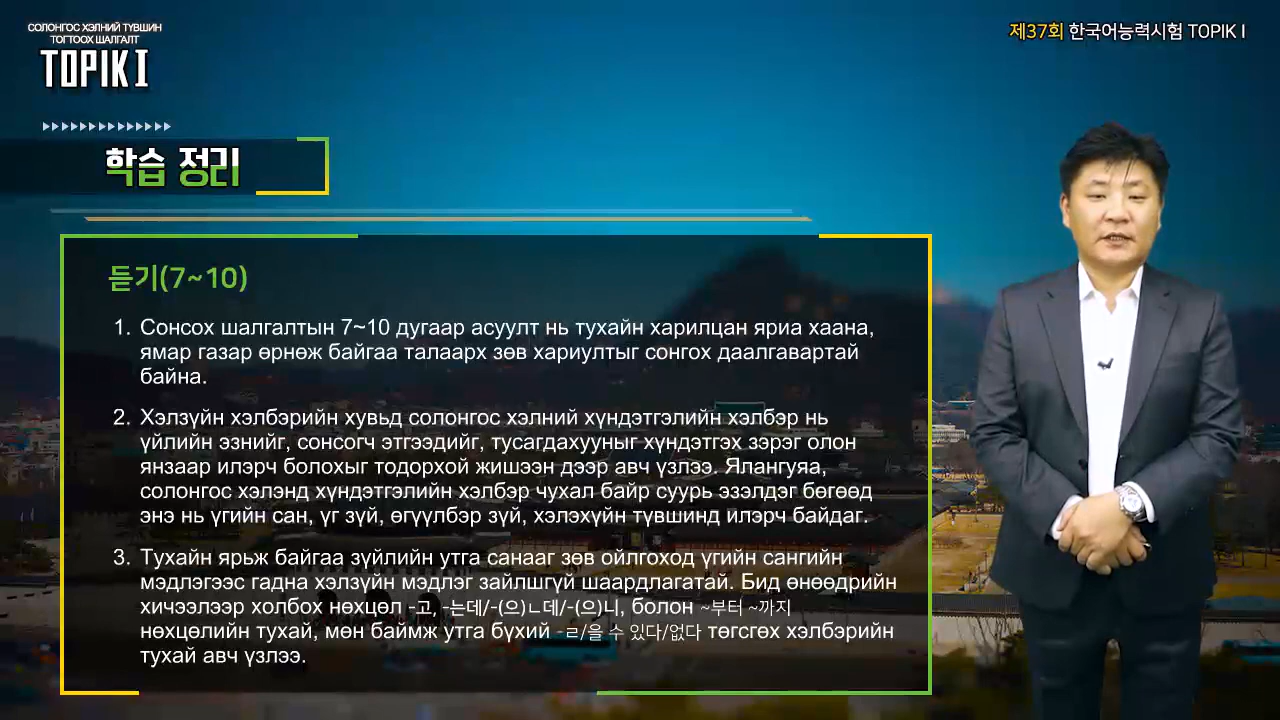 СОЛОНГОС ХЭЛНИЙ ТҮВШИН
ТОГТООХ ШАЛГАЛТ
TOPIK I
제37회 한국어능력시험 TOPIK I
학습 정리
듣기(7~10)
1. Сонсох шалгалтын 7~10 дугаар асуулт нь тухайн харилцан яриа хаана,
ямар газар өрнөж байгаа талаарх зөв хариултыг сонгох даалгавартай
байна.
2. Хэлзүйн хэлбэрийн хувьд солонгос хэлний хүндэтгэлийн хэлбэр нь
үйлийн эзнийг, сонсогч этгээдийг, тусагдахууныг хүндэтгэх зэрэг олон
янзаар илэрч болохыг тодорхой жишээн дээр авч үзлээ. Ялангуяа,
солонгос хэлэнд хүндэтгэлийн хэлбэр чухал байр суурь эзэлдэг бөгөөд
энэ нь үгийн сан, үг зүй, өгүүлбэр зүй, хэлэхүйн түвшинд илэрч байдаг.
3. Тухайн ярьж байгаа зүйлийн утга санааг зөв ойлгоход үгийн сангийн
мэдлэгээс гадна хэлзүйн мэдлэг зайлшгүй шаардлагатай. Бид өнөөдрийн
хичээлээр холбох нөхцөл -고, -는데/-(으)ㄴ데/-(으)니, болон ~부터 ~까지
нөхцөлийн тухай, мөн баймж утга бүхий -ㄹ/을 수 있다/없다 төгсгөх хэлбэрийн
тухай авч үзлээ.